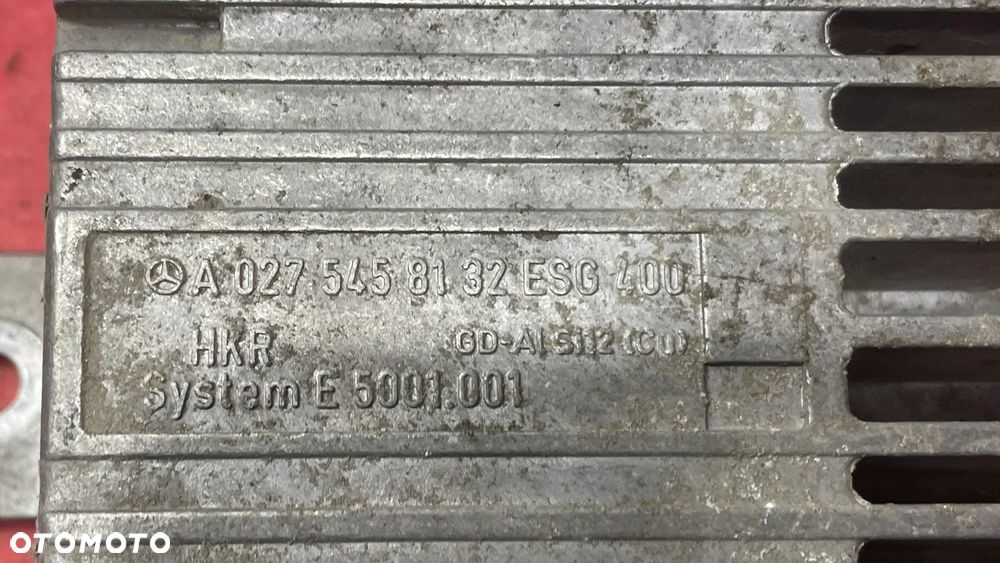 A 027 545 81 32 ESG 400
HKR GD-AlSi12 (Cu)
System E 5001.001
OTOMOTO